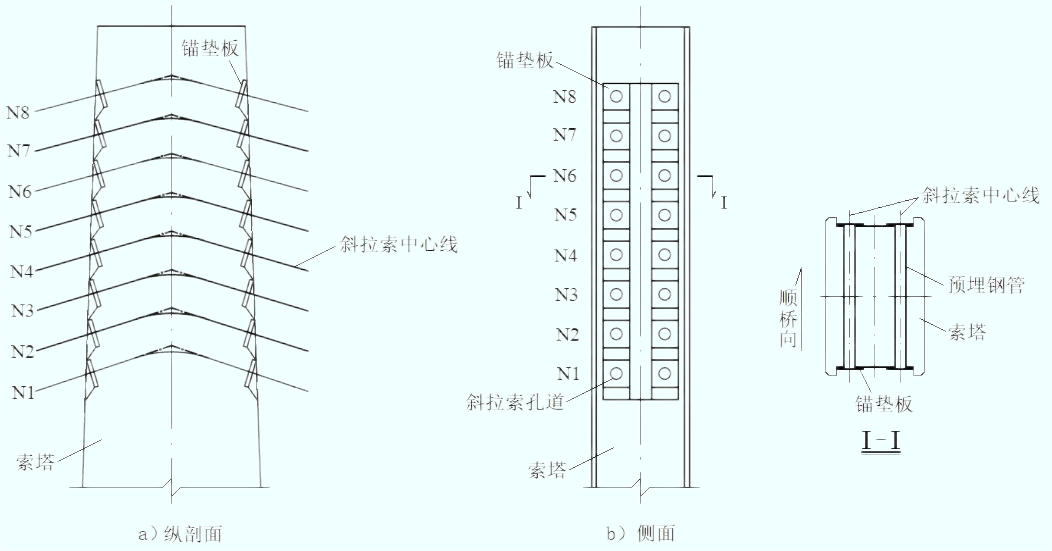 锚垫板
N8
N7
N6
N5
N4
N3
N2
N1
斜拉索中心线
索塔
a) 纵剖面
锚垫板
N8
N7
N6
N5
N4
N3
N2
N1
I
I
斜拉索孔道
索塔
b) 侧面
斜拉索中心线
预埋钢管
索塔
顺桥向
锚垫板
I-I